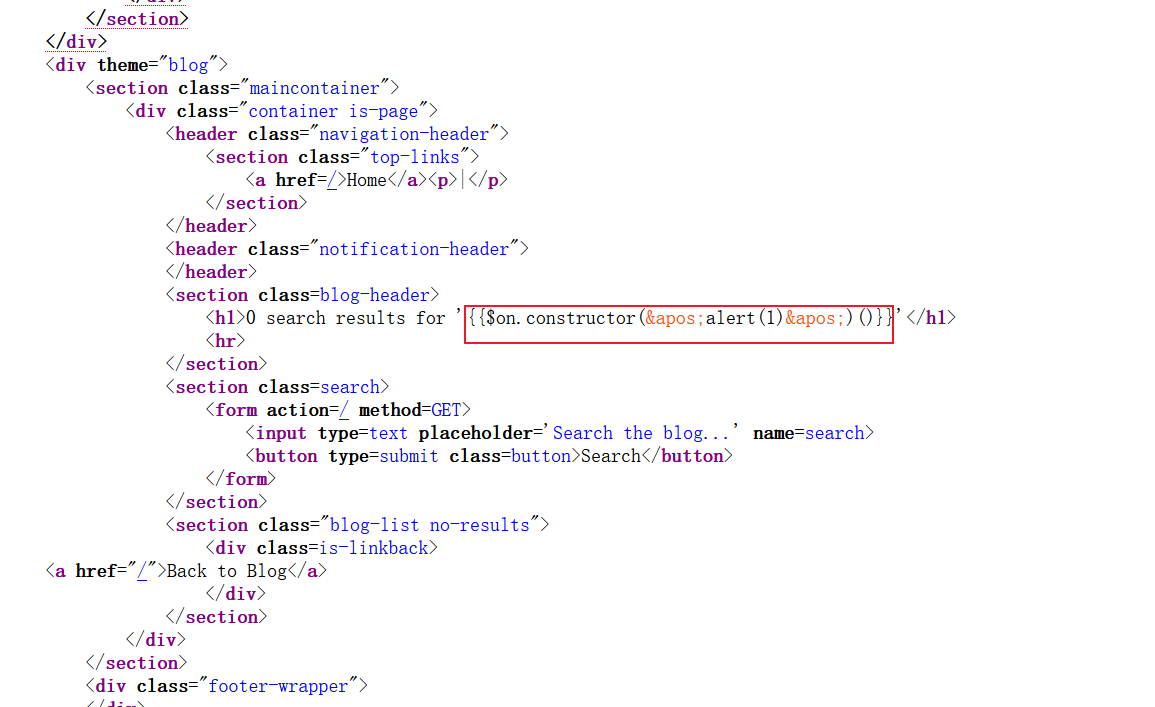 </section>
</div>
<div theme="blog">
<section class="maincontainer">
<div class="container is-page">
<header class="navigation-header">
<section class="top-links">
<a href=/>Home</a><p>|</p>
</section>
</header>
<header class="notification-header">
</header>
<section class=blog-header>
<h1>0 search results for '{{$on.constructor(&apos;alert(1)&apos;)()}}'</h1>
<hr>
</section>
<section class=search>
<form action=/ method=GET>
<input type=text placeholder='Search the blog...' name=search>
<button type=submit class=button>Search</button>
</form>
</section>
<section class="blog-list no-results">
<div class=is-linkback>
<a href="/">Back to Blog</a>
</div>
</section>
</div>
</section>
<div class="footer-wrapper">